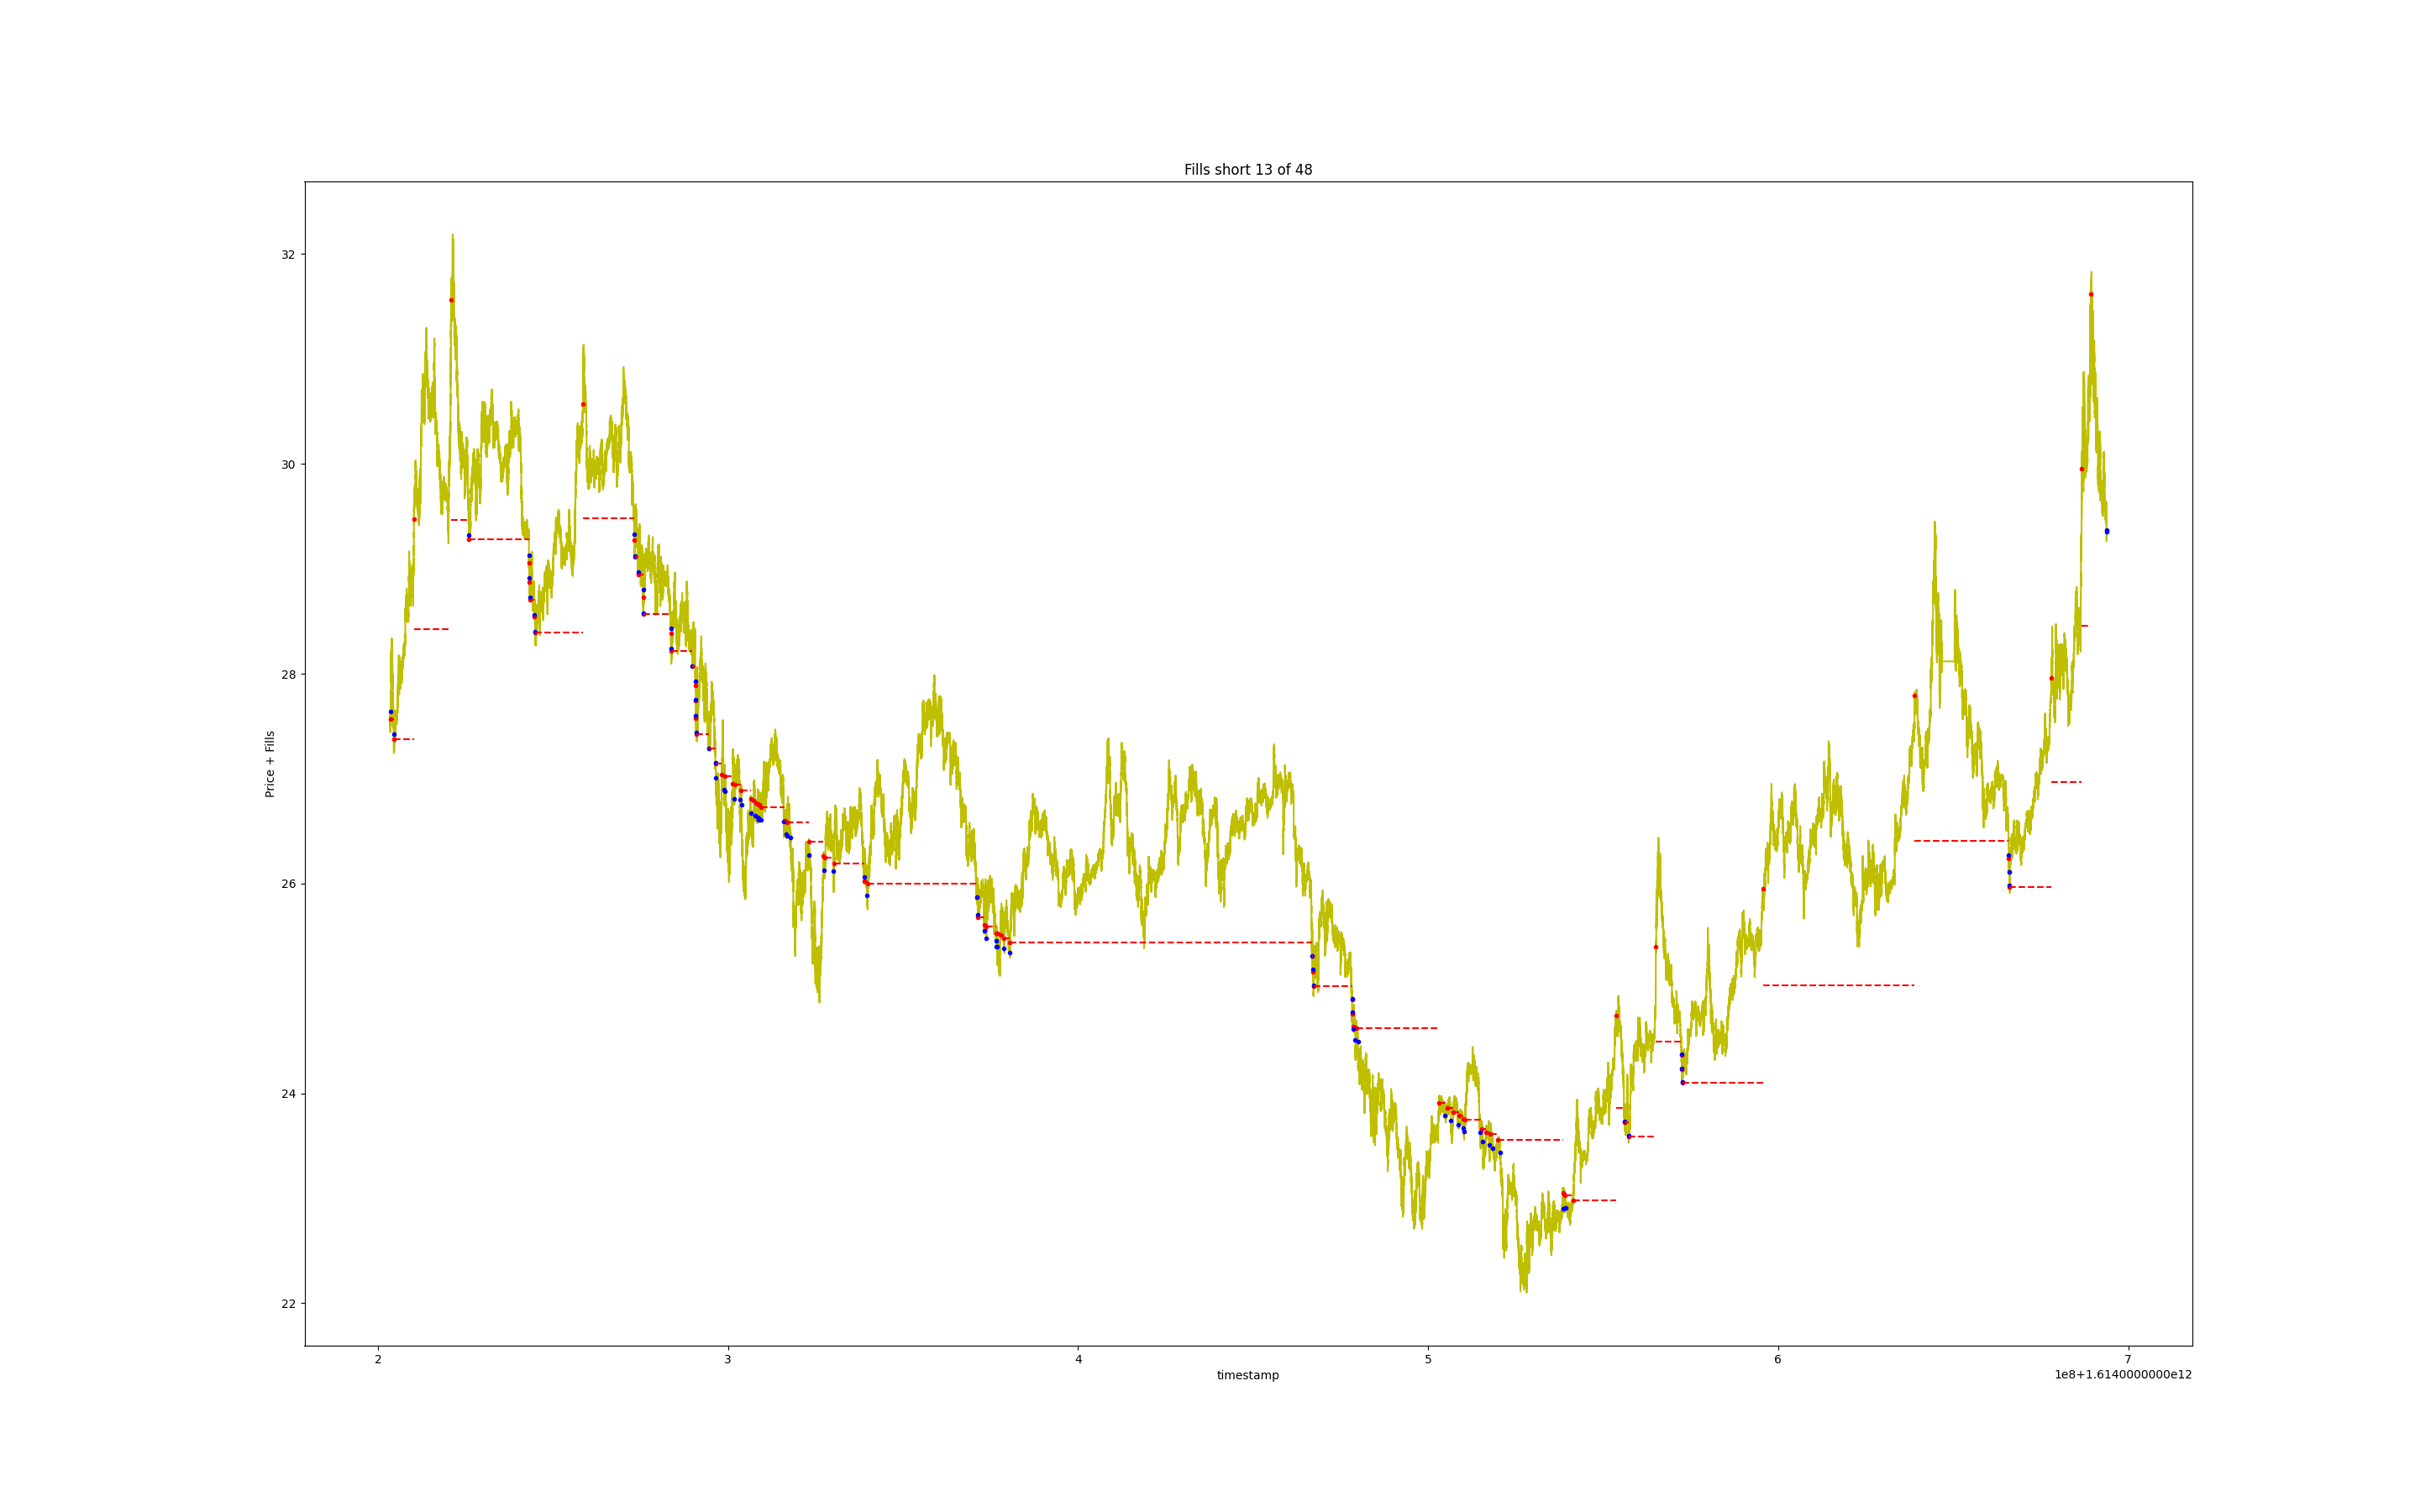 Fills short 13 of 48
Price + Fills
32
30
28
26
24
22
2 3 4 5 6 7
timestamp
1e8+1.6140000000e12